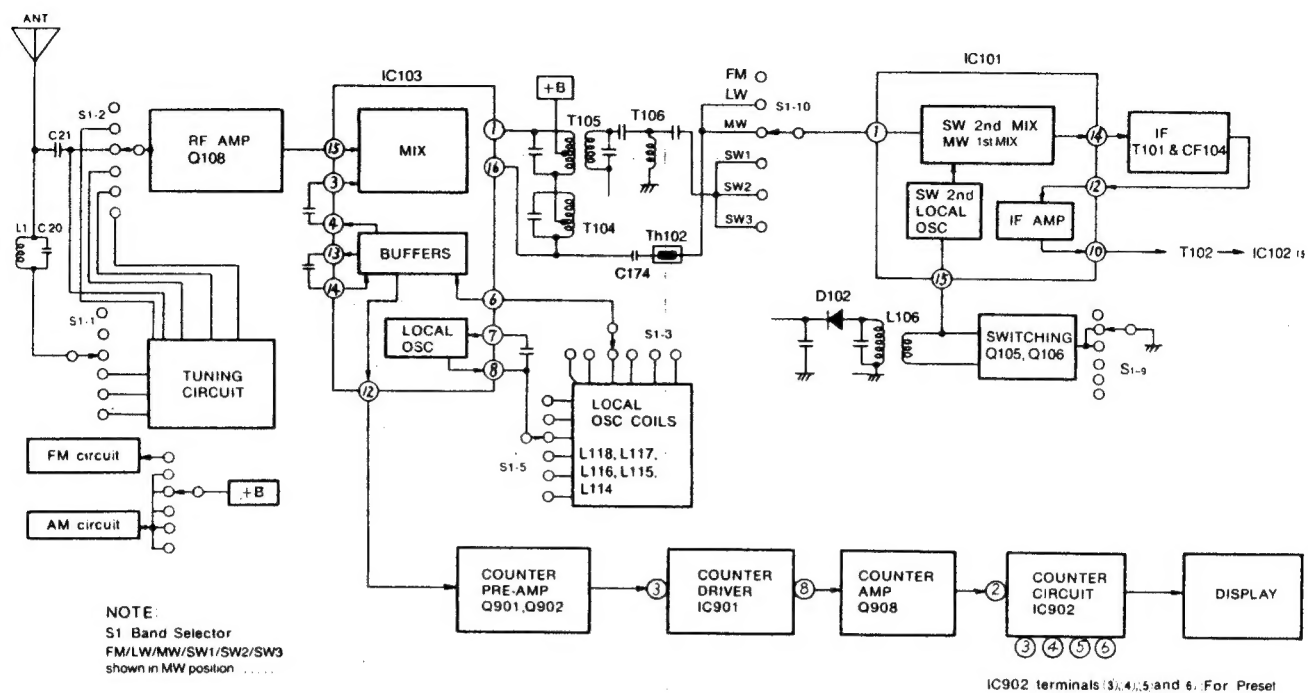 ANT
S1-2
C21
RF AMP
Q108
L1
C20
S1-1
TUNING
CIRCUIT
FM circuit
AM circuit
+B
IC103
15
3
4
13
14
MIX
BUFFERS
LOCAL
OSC
1
16
6
7
8
12
+B
T105
T106
T104
Th102
C174
S1-3
S1-5
LOCAL
OSC COILS
L118, L117,
L116, L115,
L114
FM
LW
MW
SW1
SW2
SW3
S1-10
IC101
1
SW 2nd MIX
MW 1st MIX
SW 2nd
LOCAL
OSC
IF AMP
14
12
10
15
IF
T101 & CF104
T102
IC102 15
D102
L106
SWITCHING
Q105, Q106
S1-9
COUNTER
PRE-AMP
Q901, Q902
3
COUNTER
DRIVER
IC901
8
COUNTER
AMP
Q908
2
COUNTER
CIRCUIT
IC902
3 4 5 6
DISPLAY
NOTE:
S1 Band Selector
FM/LW/MW/SW1/SW2/SW3
shown in MW position .....
IC902 terminals (3), (4), (5) and 6, For Preset